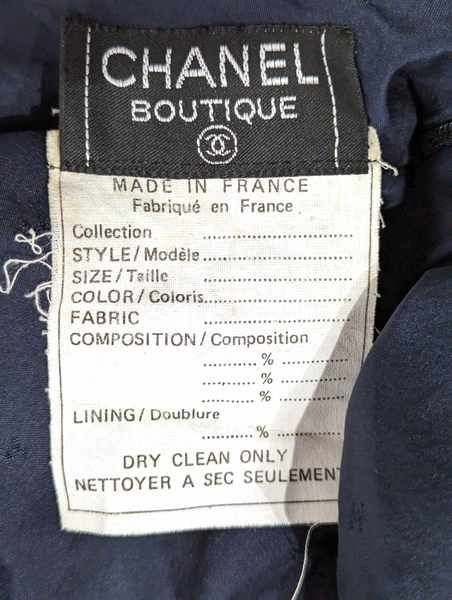 CHANEL
BOUTIQUE
MADE IN FRANCE
Fabriqué en France
Collection ........................
STYLE/Modèle........................
SIZE/Taille ........................
COLOR/Coloris........................
FABRIC ........................
COMPOSITION/Composition
...........% ................
...........% ................
...........% ................
LINING/Doublure
...........% ................
DRY CLEAN ONLY
NETTOYER A SEC SEULEMENT